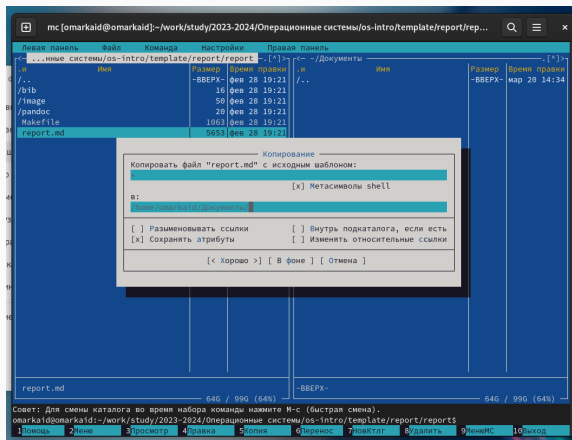 mc [omarkaid@omarkaid]:~/work/study/2023-2024/Операционные системы/os-intro/template/report/rep...
Левая панель Файл Команда Настройки Правая панель
<- ...нные системы/os-intro/template/report/report -.[^]> <- ~/Документы -.[^]>
.и Имя Размер Время правки .и Имя Размер Время правки
/.. -ВВЕРХ- фев 28 19:21 /.. -ВВЕРХ- мар 20 14:34
/bib 16 фев 28 19:21
/image 50 фев 28 19:21
/pandoc 20 фев 28 19:21
Makefile 1063 фев 28 19:21
report.md 5653 фев 28 19:21
Копирование
Копировать файл "report.md" с исходным шаблоном:
*
[x] Метасимволы shell
в:
/home/omarkaid/Документы/
[ ] Разыменовывать ссылки [ ] Внутрь подкаталога, если есть
[x] Сохранять атрибуты [ ] Изменять относительные ссылки
[< Хорошо >] [ В фоне ] [ Отмена ]
report.md -ВВЕРХ-
64G / 99G (64%) 64G / 99G (64%)
Совет: Для смены каталога во время набора команды нажмите M-c (быстрая смена).
omarkaid@omarkaid:~/work/study/2023-2024/Операционные системы/os-intro/template/report/report$
1Помощь 2Меню 3Просмотр 4Правка 5Копия 6Перенос 7НовКтлг 8Удалить 9МенюMC 10Выход